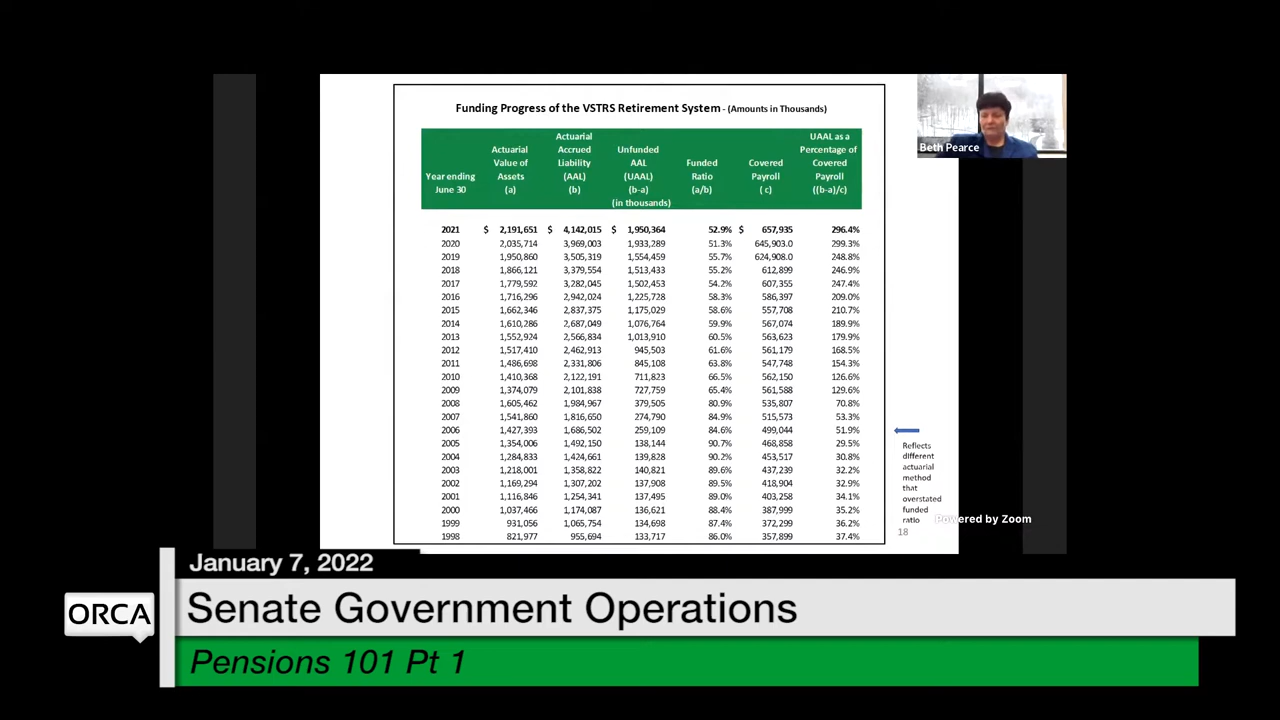 Funding Progress of the VSTRS Retirement System - (Amounts in Thousands)
Year ending June 30 | Actuarial Value of Assets (a) | Actuarial Accrued Liability (AAL) (b) | Unfunded AAL (UAAL) (b-a) (in thousands) | Funded Ratio (a/b) | Covered Payroll ( c) | UAAL as a Percentage of Covered Payroll ((b-a)/c)
2021 $ 2,191,651 $ 4,142,015 $ 1,950,364 52.9% $ 657,935 296.4%
2020 2,035,714 3,969,003 1,933,289 51.3% 645,903.0 299.3%
2019 1,950,860 3,505,319 1,554,459 55.7% 624,908.0 248.8%
2018 1,866,121 3,379,554 1,513,433 55.2% 612,899 246.9%
2017 1,779,592 3,282,045 1,502,453 54.2% 607,355 247.4%
2016 1,716,296 2,942,024 1,225,728 58.3% 586,397 209.0%
2015 1,662,346 2,837,375 1,175,029 58.6% 557,708 210.7%
2014 1,610,286 2,687,049 1,076,764 59.9% 567,074 189.9%
2013 1,552,924 2,566,834 1,013,910 60.5% 563,623 179.9%
2012 1,517,410 2,462,913 945,503 61.6% 561,179 168.5%
2011 1,486,698 2,331,806 845,108 63.8% 547,748 154.3%
2010 1,410,368 2,122,191 711,823 66.5% 562,150 126.6%
2009 1,374,079 2,101,838 727,759 65.4% 561,588 129.6%
2008 1,605,462 1,984,967 379,505 80.9% 535,807 70.8%
2007 1,541,860 1,816,650 274,790 84.9% 515,573 53.3%
2006 1,427,393 1,686,502 259,109 84.6% 499,044 51.9%
2005 1,354,006 1,492,150 138,144 90.7% 468,858 29.5%
2004 1,284,833 1,424,661 139,828 90.2% 453,517 30.8%
2003 1,218,001 1,358,822 140,821 89.6% 437,239 32.2%
2002 1,169,294 1,307,202 137,908 89.5% 418,904 32.9%
2001 1,116,846 1,254,341 137,495 89.0% 403,258 34.1%
2000 1,037,466 1,174,087 136,621 88.4% 387,999 35.2%
1999 931,056 1,065,754 134,698 87.4% 372,299 36.2%
1998 821,977 955,694 133,717 86.0% 357,899 37.4%
Reflects
different
actuarial
method
that
overstated
funded
ratio
18
Beth Pearce
Powered by Zoom
January 7, 2022
ORCA
Senate Government Operations
Pensions 101 Pt 1